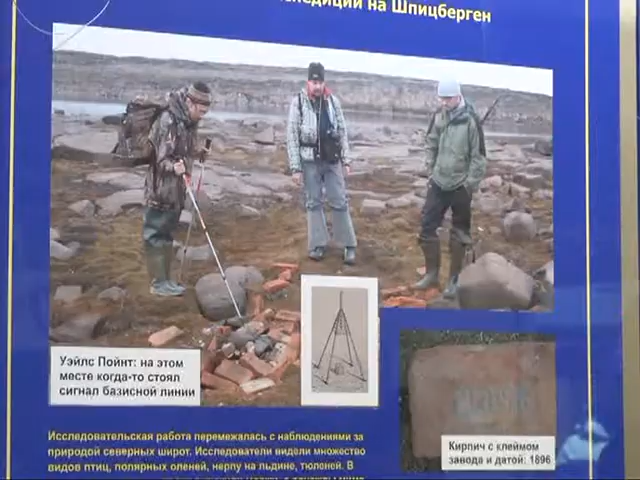 на Шпицберген
Уэйлс Пойнт: на этом
месте когда-то стоял
сигнал базисной линии
Кирпич с клеймом
завода и датой: 1896
Исследовательская работа перемежалась с наблюдениями за
природой северных широт. Исследователи видели множество
видов птиц, полярных оленей, нерпу на льдине, тюленей. В